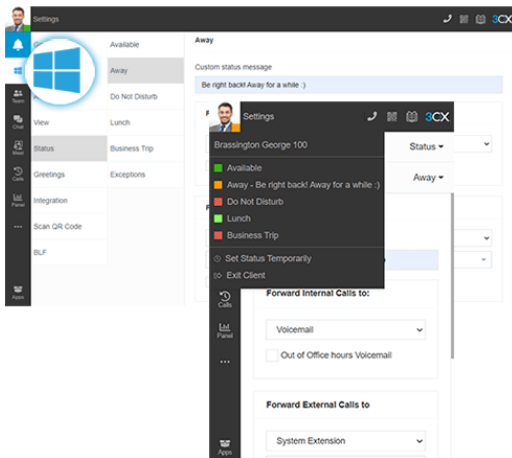 Settings
3CX
Available
Away
Do Not Disturb
Lunch
Business Trip
Exceptions
Team
Chat
Meet
Calls
Panel
Apps
View
Status
Greetings
Integration
Scan QR Code
BLF
Away
Custom status message
Be right back! Away for a while :)
Settings
3CX
Brassington George 100
Available
Away - Be right back! Away for a while :)
Do Not Disturb
Lunch
Business Trip
Set Status Temporarily
Exit Client
Status
Away
Calls
Panel
Apps
Forward Internal Calls to:
Voicemail
Out of Office hours Voicemail
Forward External Calls to
System Extension